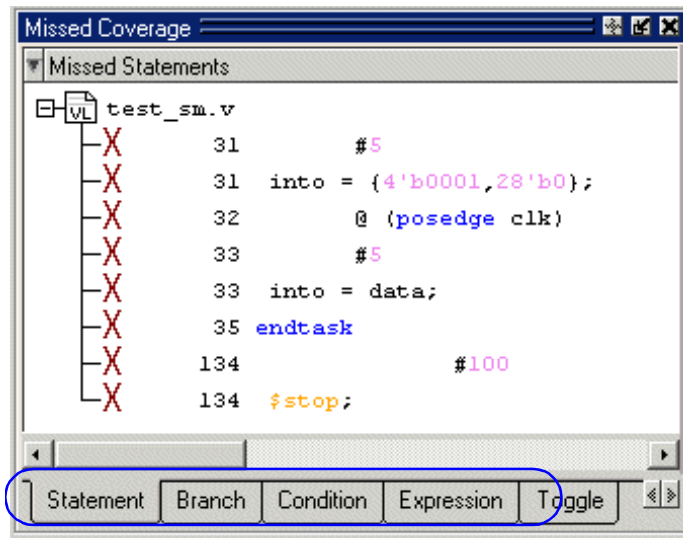 Missed Coverage
Missed Statements
VL test_sm.v
X 31 #5
X 31 into = {4'b0001,28'b0};
X 32 @ (posedge clk)
X 33 #5
X 33 into = data;
X 35 endtask
X 134 #100
X 134 $stop;
Statement Branch Condition Expression Toggle